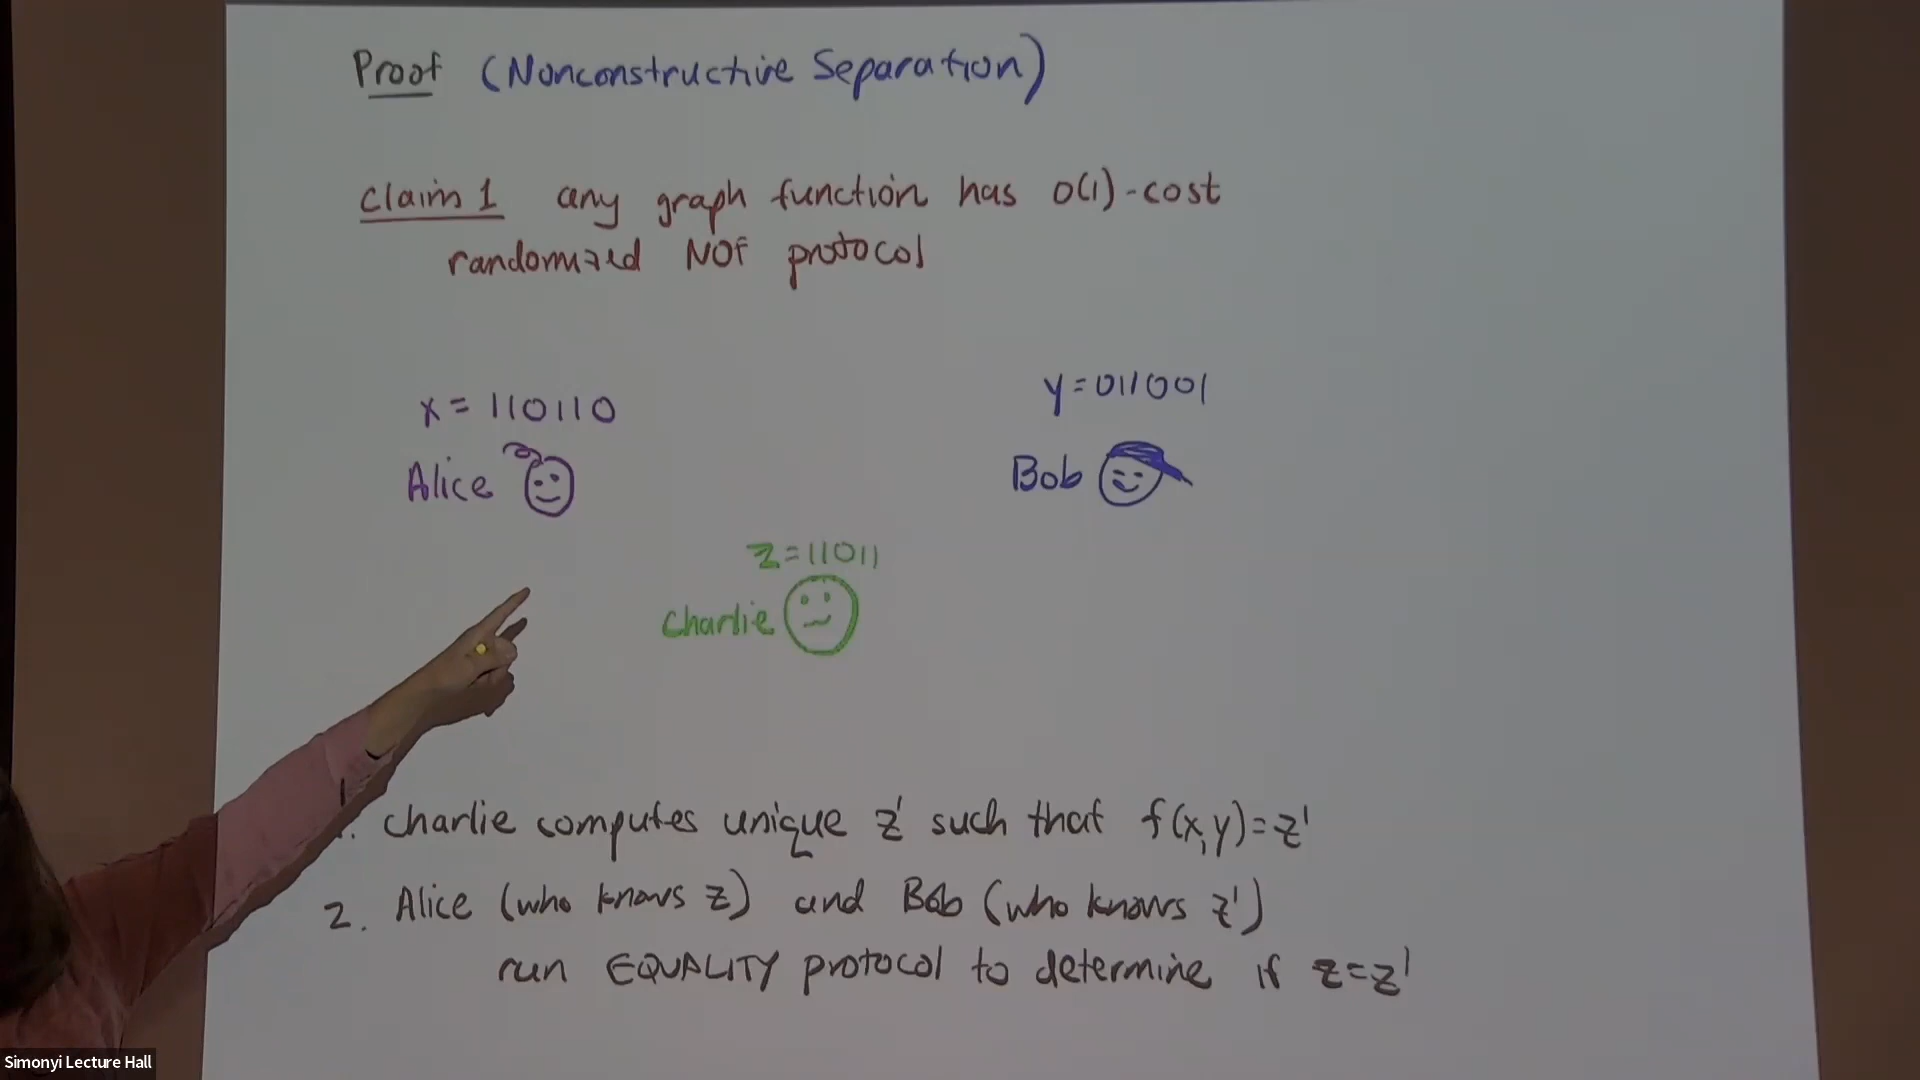 Proof (Nonconstructive Separation)
Claim 1 any graph function has O(1)-cost
randomized NOF protocol
x = 110110
y = 011001
Alice
Bob
z = 11011
Charlie
1. Charlie computes unique z' such that f(x,y)=z'
2. Alice (who knows z) and Bob (who knows z')
run EQUALITY protocol to determine if z=z'
Simonyi Lecture Hall